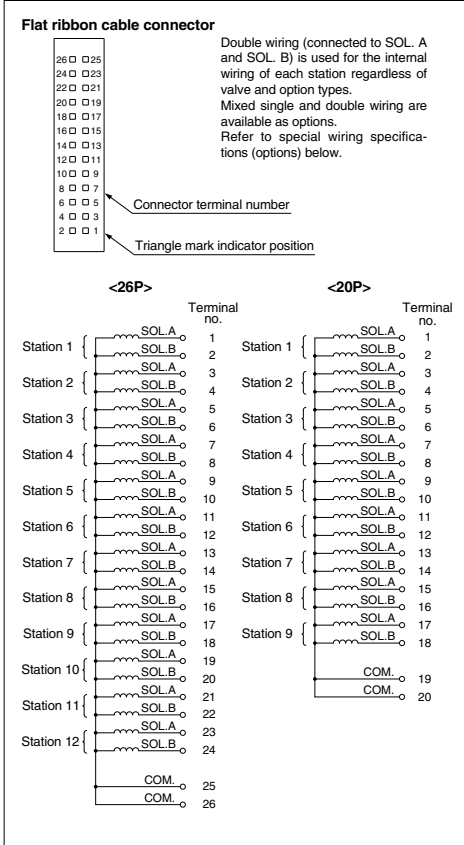 Flat ribbon cable connector
Double wiring (connected to SOL. A
and SOL. B) is used for the internal
wiring of each station regardless of
valve and option types.
Mixed single and double wiring are
available as options.
Refer to special wiring specifica-
tions (options) below.
26 25
24 23
22 21
20 19
18 17
16 15
14 13
12 11
10 9
8 7
6 5
4 3
2 1
Connector terminal number
Triangle mark indicator position
<26P>
Terminal
no.
Station 1
SOL.A 1
SOL.B 2
Station 2
SOL.A 3
SOL.B 4
Station 3
SOL.A 5
SOL.B 6
Station 4
SOL.A 7
SOL.B 8
Station 5
SOL.A 9
SOL.B 10
Station 6
SOL.A 11
SOL.B 12
Station 7
SOL.A 13
SOL.B 14
Station 8
SOL.A 15
SOL.B 16
Station 9
SOL.A 17
SOL.B 18
Station 10
SOL.A 19
SOL.B 20
Station 11
SOL.A 21
SOL.B 22
Station 12
SOL.A 23
SOL.B 24
COM. 25
COM. 26
<20P>
Terminal
no.
Station 1
SOL.A 1
SOL.B 2
Station 2
SOL.A 3
SOL.B 4
Station 3
SOL.A 5
SOL.B 6
Station 4
SOL.A 7
SOL.B 8
Station 5
SOL.A 9
SOL.B 10
Station 6
SOL.A 11
SOL.B 12
Station 7
SOL.A 13
SOL.B 14
Station 8
SOL.A 15
SOL.B 16
Station 9
SOL.A 17
SOL.B 18
COM. 19
COM. 20